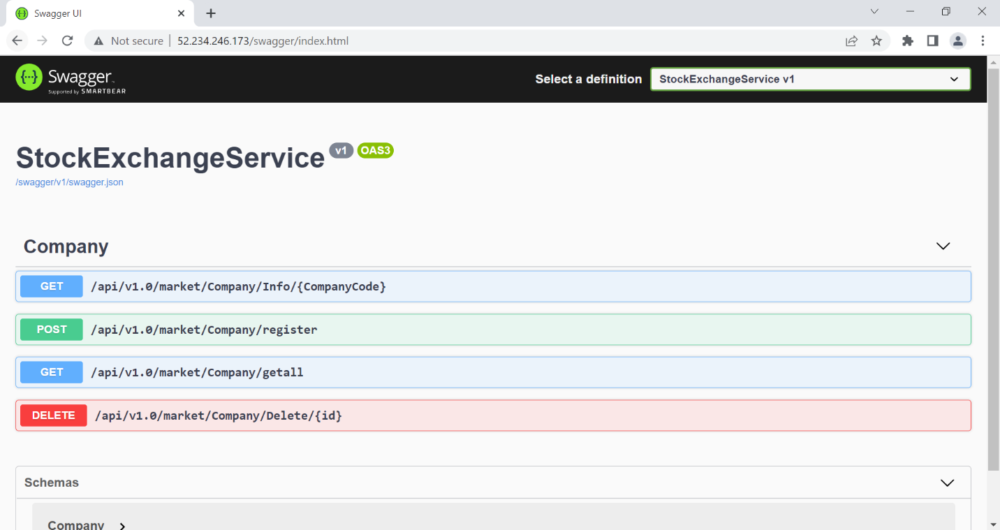 Swagger UI
Not secure
52.234.246.173/swagger/index.html
{···} Swagger™
Supported by SMARTBEAR
Select a definition
StockExchangeService v1
StockExchangeService v1 OAS3
/swagger/v1/swagger.json
Company
GET /api/v1.0/market/Company/Info/{CompanyCode}
POST /api/v1.0/market/Company/register
GET /api/v1.0/market/Company/getall
DELETE /api/v1.0/market/Company/Delete/{id}
Schemas
Company